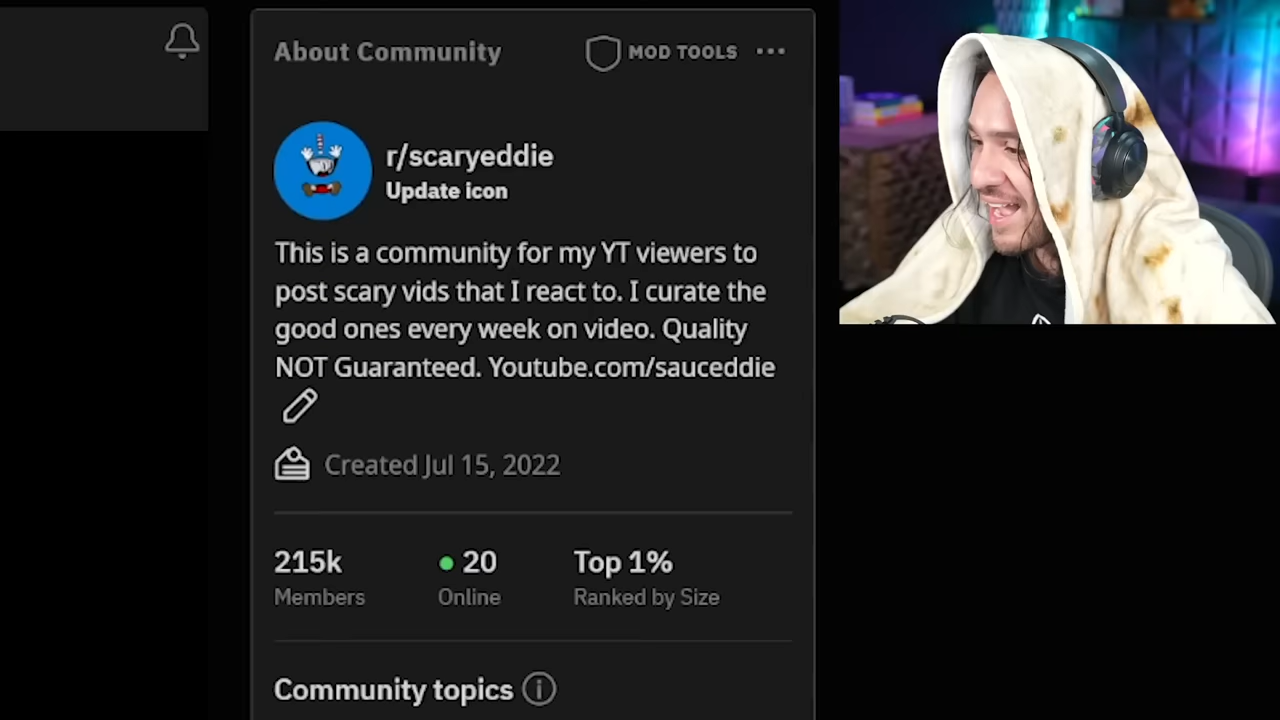 About Community
MOD TOOLS
r/scaryeddie
Update icon
This is a community for my YT viewers to
post scary vids that I react to. I curate the
good ones every week on video. Quality
NOT Guaranteed. Youtube.com/sauceddie
Created Jul 15, 2022
215k
Members
20
Online
Top 1%
Ranked by Size
Community topics